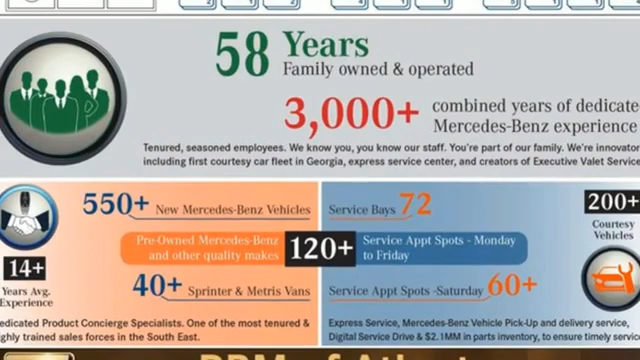 58 Years
Family owned & operated
3,000+ combined years of dedicate
Mercedes-Benz experience
Tenured, seasoned employees. We know you, you know our staff. You're part of our family. We're innovator
including first courtesy car fleet in Georgia, express service center, and creators of Executive Valet Service
550+ New Mercedes-Benz Vehicles
Pre-Owned Mercedes-Benz
and other quality makes
120+
40+ Sprinter & Metris Vans
14+
Years Avg.
Experience
edicated Product Concierge Specialists. One of the most tenured &
ghly trained sales forces in the South East.
Service Bays 72
Service Appt Spots - Monday
to Friday
Service Appt Spots -Saturday 60+
200+
Courtesy
Vehicles
Express Service, Mercedes-Benz Vehicle Pick-Up and delivery service,
Digital Service Drive & $2.1MM in parts inventory, to ensure timely service